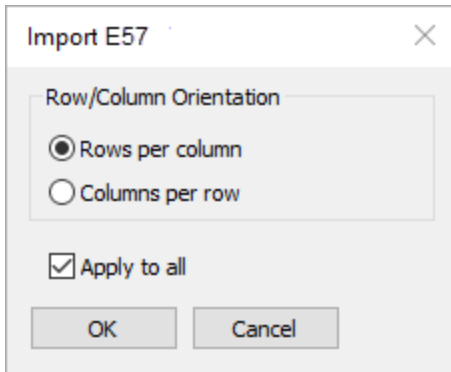 Import E57
Row/Column Orientation
Rows per column
Columns per row
Apply to all
OK
Cancel